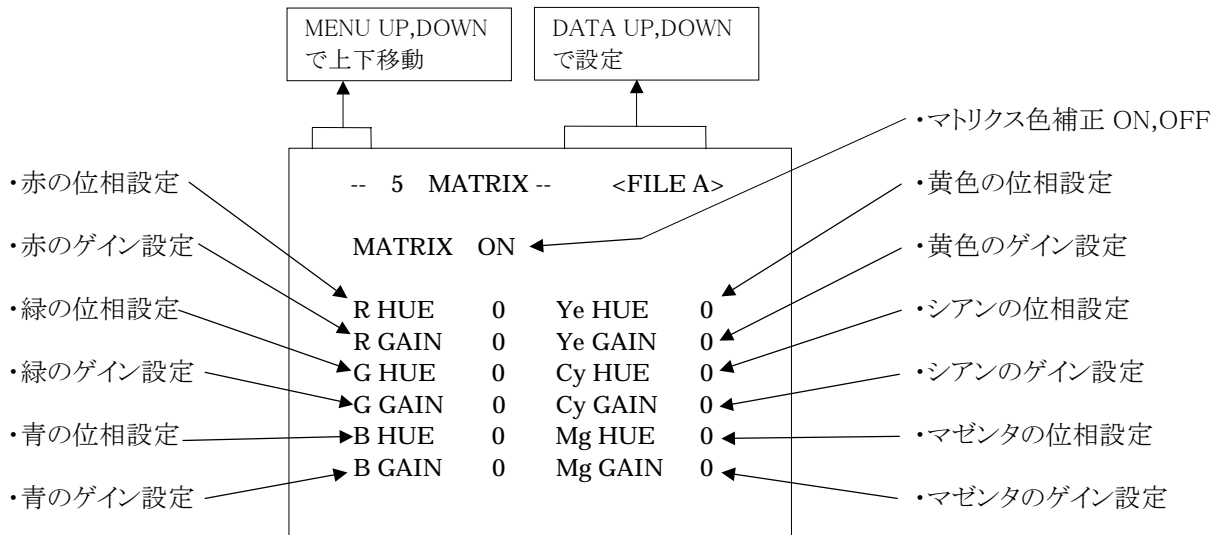 MENU UP,DOWN
で上下移動
DATA UP,DOWN
で設定
・マトリクス色補正 ON,OFF
・赤の位相設定
・赤のゲイン設定
・緑の位相設定
・緑のゲイン設定
・青の位相設定
・青のゲイン設定
-- 5 MATRIX -- <FILE A>
MATRIX ON
R HUE 0 Ye HUE 0
R GAIN 0 Ye GAIN 0
G HUE 0 Cy HUE 0
G GAIN 0 Cy GAIN 0
B HUE 0 Mg HUE 0
B GAIN 0 Mg GAIN 0
・黄色の位相設定
・黄色のゲイン設定
・シアンの位相設定
・シアンのゲイン設定
・マゼンタの位相設定
・マゼンタのゲイン設定